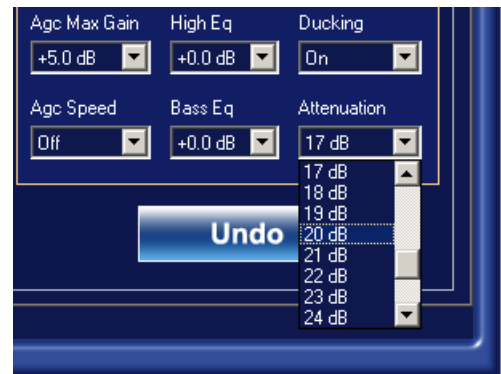 Agc Max Gain High Eq Ducking
+5.0 dB +0.0 dB On
Agc Speed Bass Eq Attenuation
Off +0.0 dB 17 dB
17 dB
18 dB
19 dB
20 dB
21 dB
22 dB
23 dB
24 dB
Undo